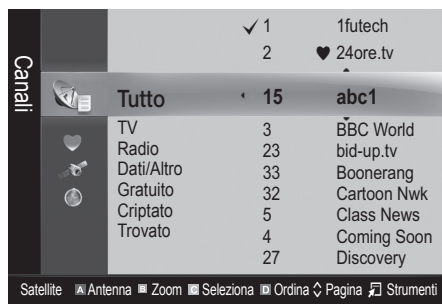 Canali
✓ 1 1futech
2 ♥ 24ore.tv
Tutto 15 abc1
TV 3 BBC World
Radio 23 bid-up.tv
Dati/Altro 33 Boonerang
Gratuito 32 Cartoon Nwk
Criptato 5 Class News
Trovato 4 Coming Soon
27 Discovery
Satellite A Antenna B Zoom C Seleziona D Ordina Pagina Strumenti